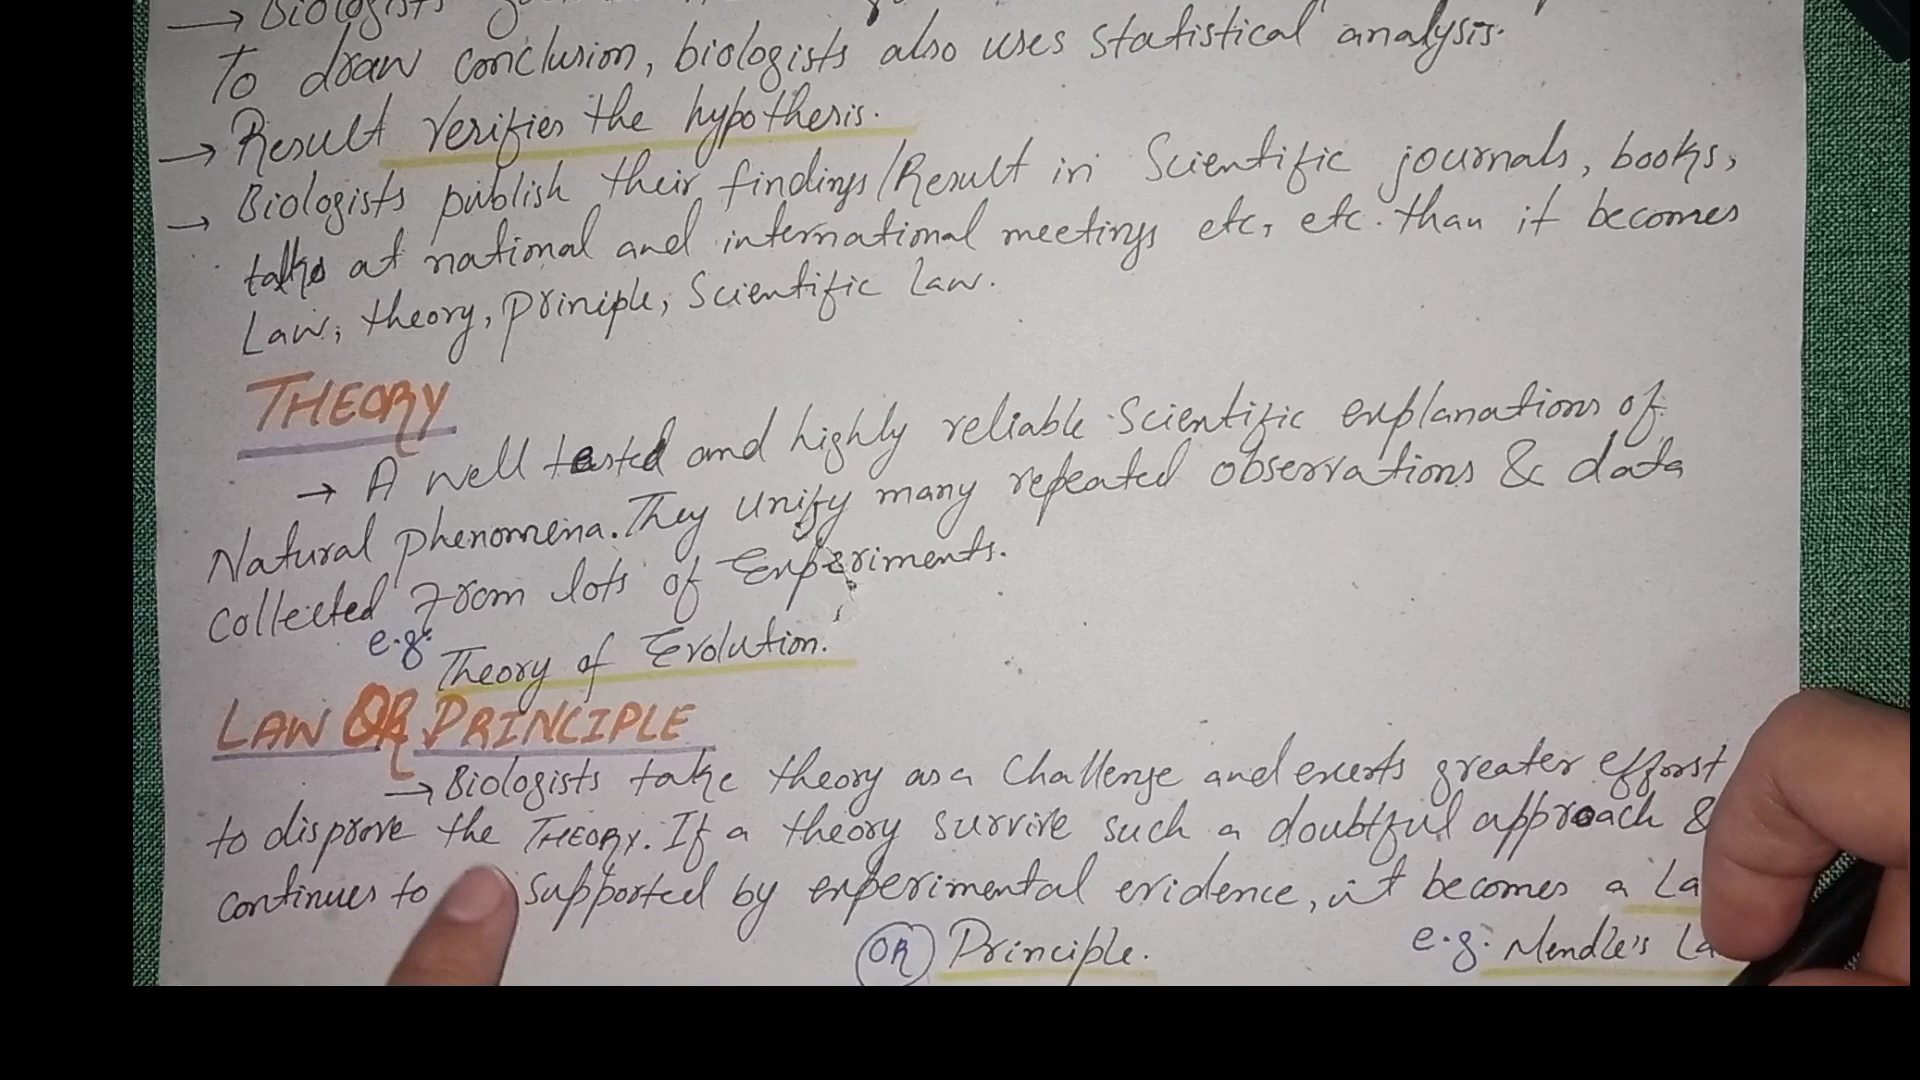 → Biologists
To draw conclusion, biologists also uses statistical analysis.
→ Result verifies the hypothesis.
→ Biologists publish their findings/Result in Scientific journals, books,
talks at national and international meetings etc, etc. than it becomes
Law, theory, priniple, Scientific law.
THEORY
→ A well tested and highly reliable Scientific explanations of
Natural phenomena. They unify many repeated observations & data
collected from lots of Experiments.
e.g. Theory of Evolution.
LAW OR PRINCIPLE
→ Biologists take theory as a Challenge and exerts greater effort
to disprove the THEORY. If a theory survive such a doubtful approach &
continues to supported by experimental evidence, it becomes a La
OR Principle. e.g. Mendle's La